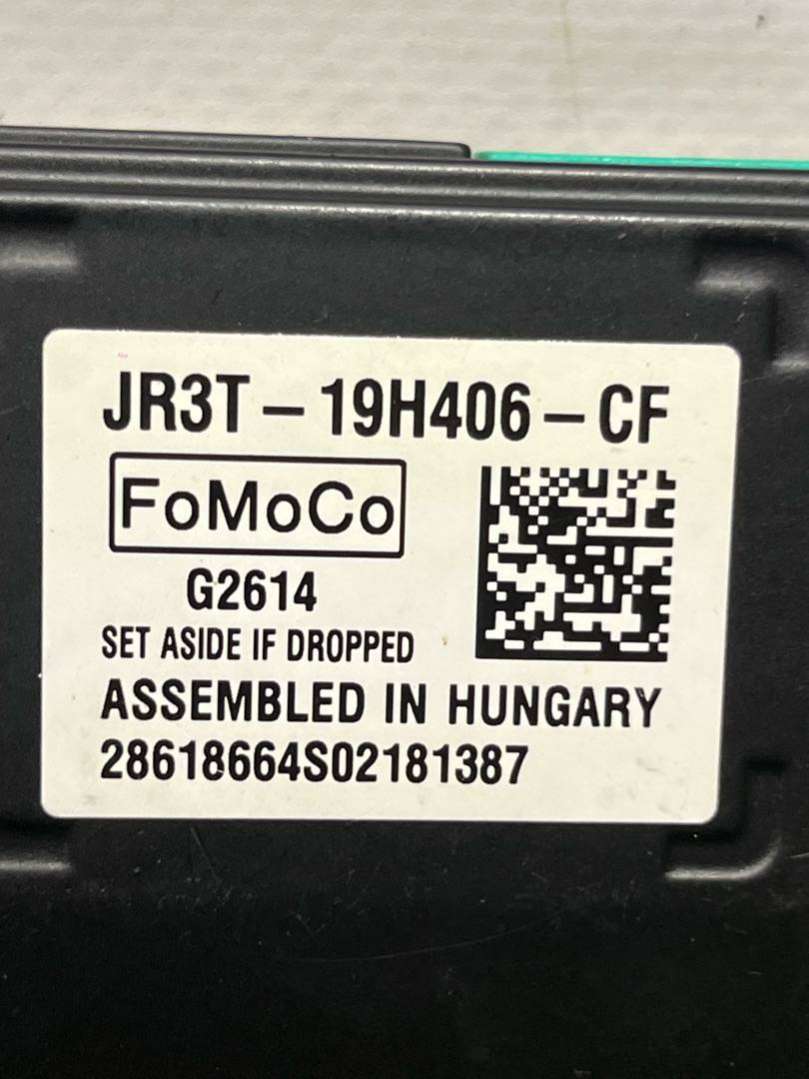 JR3T-19H406-CF
FoMoCo
G2614
SET ASIDE IF DROPPED
ASSEMBLED IN HUNGARY
28618664S02181387